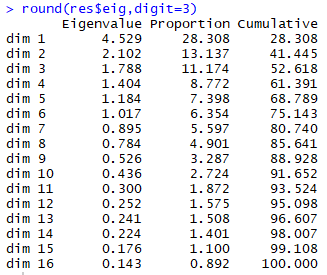 > round(res$eig,digit=3)
Eigenvalue Proportion Cumulative
dim 1 4.529 28.308 28.308
dim 2 2.102 13.137 41.445
dim 3 1.788 11.174 52.618
dim 4 1.404 8.772 61.391
dim 5 1.184 7.398 68.789
dim 6 1.017 6.354 75.143
dim 7 0.895 5.597 80.740
dim 8 0.784 4.901 85.641
dim 9 0.526 3.287 88.928
dim 10 0.436 2.724 91.652
dim 11 0.300 1.872 93.524
dim 12 0.252 1.575 95.098
dim 13 0.241 1.508 96.607
dim 14 0.224 1.401 98.007
dim 15 0.176 1.100 99.108
dim 16 0.143 0.892 100.000